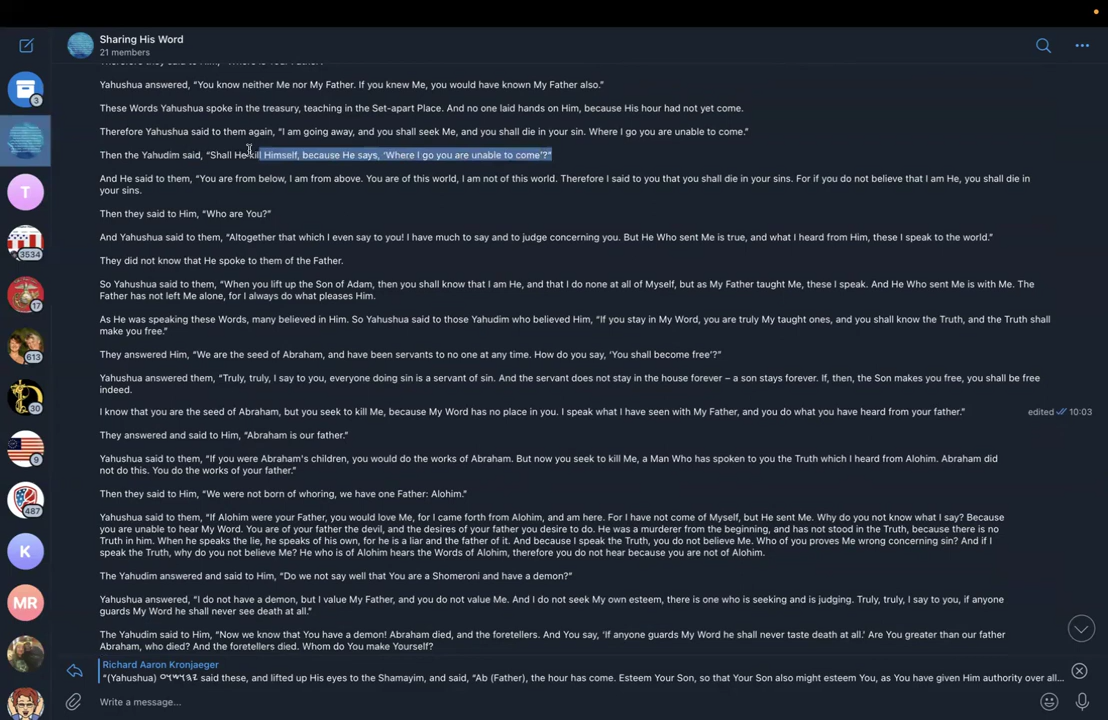 Sharing His Word
21 members
Therefore they said to Him, "Where is Your Father?"
Yahushua answered, “You know neither Me nor My Father. If you knew Me, you would have known My Father also.”
These Words Yahushua spoke in the treasury, teaching in the Set-apart Place. And no one laid hands on Him, because His hour had not yet come.
Therefore Yahushua said to them again, “I am going away, and you shall seek Me, and you shall die in your sin. Where I go you are unable to come.”
Then the Yahudim said, “Shall He kill Himself, because He says, ‘Where I go you are unable to come’?”
And He said to them, “You are from below, I am from above. You are of this world, I am not of this world. Therefore I said to you that you shall die in your sins. For if you do not believe that I am He, you shall die in
your sins.
Then they said to Him, “Who are You?”
And Yahushua said to them, “Altogether that which I even say to you! I have much to say and to judge concerning you. But He Who sent Me is true, and what I heard from Him, these I speak to the world.”
They did not know that He spoke to them of the Father.
So Yahushua said to them, “When you lift up the Son of Adam, then you shall know that I am He, and that I do none at all of Myself, but as My Father taught Me, these I speak. And He Who sent Me is with Me. The
Father has not left Me alone, for I always do what pleases Him.
As He was speaking these Words, many believed in Him. So Yahushua said to those Yahudim who believed Him, “If you stay in My Word, you are truly My taught ones, and you shall know the Truth, and the Truth shall
make you free.”
They answered Him, “We are the seed of Abraham, and have been servants to no one at any time. How do you say, ‘You shall become free’?”
Yahushua answered them, “Truly, truly, I say to you, everyone doing sin is a servant of sin. And the servant does not stay in the house forever – a son stays forever. If, then, the Son makes you free, you shall be free
indeed.
I know that you are the seed of Abraham, but you seek to kill Me, because My Word has no place in you. I speak what I have seen with My Father, and you do what you have heard from your father.”
edited 10:03
They answered and said to Him, “Abraham is our father.”
Yahushua said to them, “If you were Abraham's children, you would do the works of Abraham. But now you seek to kill Me, a Man Who has spoken to you the Truth which I heard from Alohim. Abraham did
not do this. You do the works of your father.”
Then they said to Him, “We were not born of whoring, we have one Father: Alohim.”
Yahushua said to them, “If Alohim were your Father, you would love Me, for I came forth from Alohim, and am here. For I have not come of Myself, but He sent Me. Why do you not know what I say? Because
you are unable to hear My Word. You are of your father the devil, and the desires of your father you desire to do. He was a murderer from the beginning, and has not stood in the Truth, because there is no
Truth in him. When he speaks the lie, he speaks of his own, for he is a liar and the father of it. And because I speak the Truth, you do not believe Me. Who of you proves Me wrong concerning sin? And if I
speak the Truth, why do you not believe Me? He who is of Alohim hears the Words of Alohim, therefore you do not hear because you are not of Alohim.
The Yahudim answered and said to Him, “Do we not say well that You are a Shomeroni and have a demon?”
Yahushua answered, “I do not have a demon, but I value My Father, and you do not value Me. And I do not seek My own esteem, there is one who is seeking and is judging. Truly, truly, I say to you, if anyone
guards My Word he shall never see death at all.”
The Yahudim said to Him, “Now we know that You have a demon! Abraham died, and the foretellers. And You say, ‘If anyone guards My Word he shall never taste death at all.’ Are You greater than our father
Abraham, who died? And the foretellers died. Whom do You make Yourself?
Richard Aaron Kronjaeger
“(Yahushua) said these, and lifted up His eyes to the Shamayim, and said, “Ab (Father), the hour has come. Esteem Your Son, so that Your Son also might esteem You, as You have given Him authority over all...
Write a message...
3
T
3534
17
613
30
9
487
K
MR